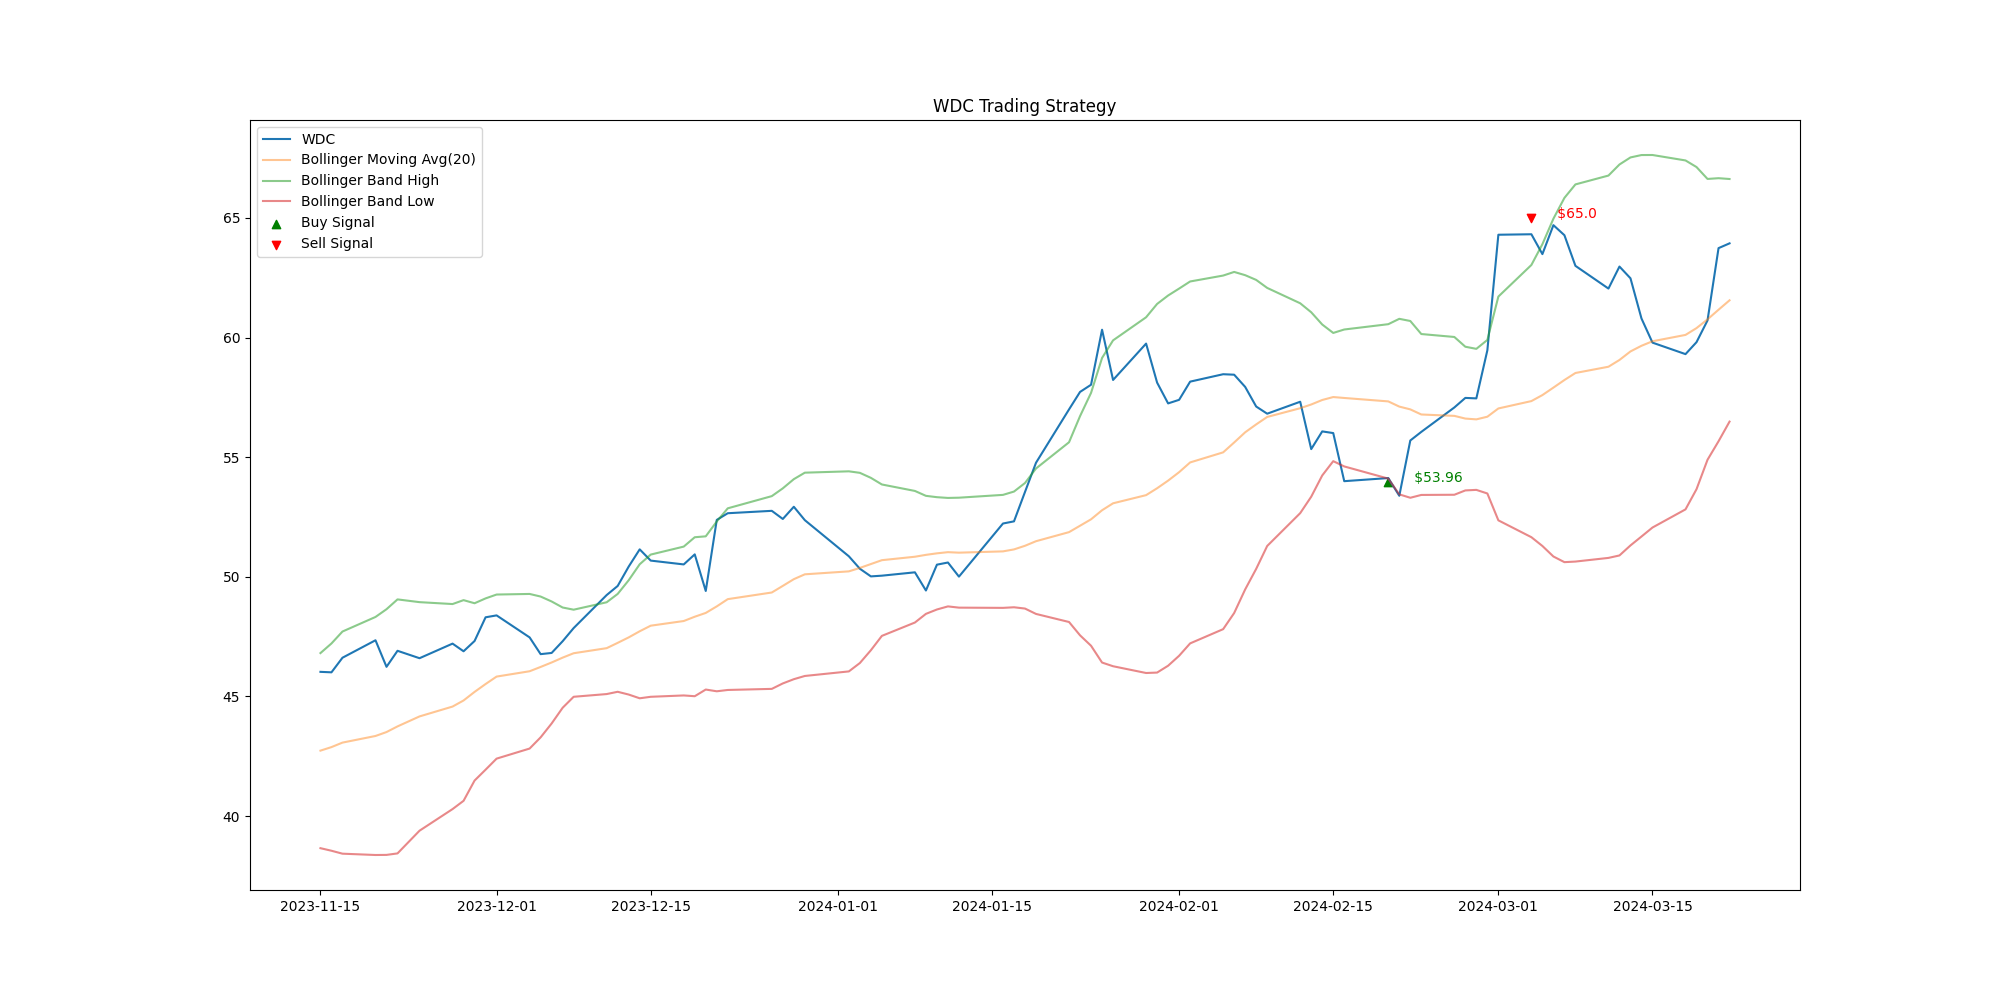 WDC Trading Strategy
WDC
Bollinger Moving Avg(20)
Bollinger Band High
Bollinger Band Low
Buy Signal
Sell Signal
65
60
55
50
45
40
$65.0
$53.96
2023-11-15
2023-12-01
2023-12-15
2024-01-01
2024-01-15
2024-02-01
2024-02-15
2024-03-01
2024-03-15